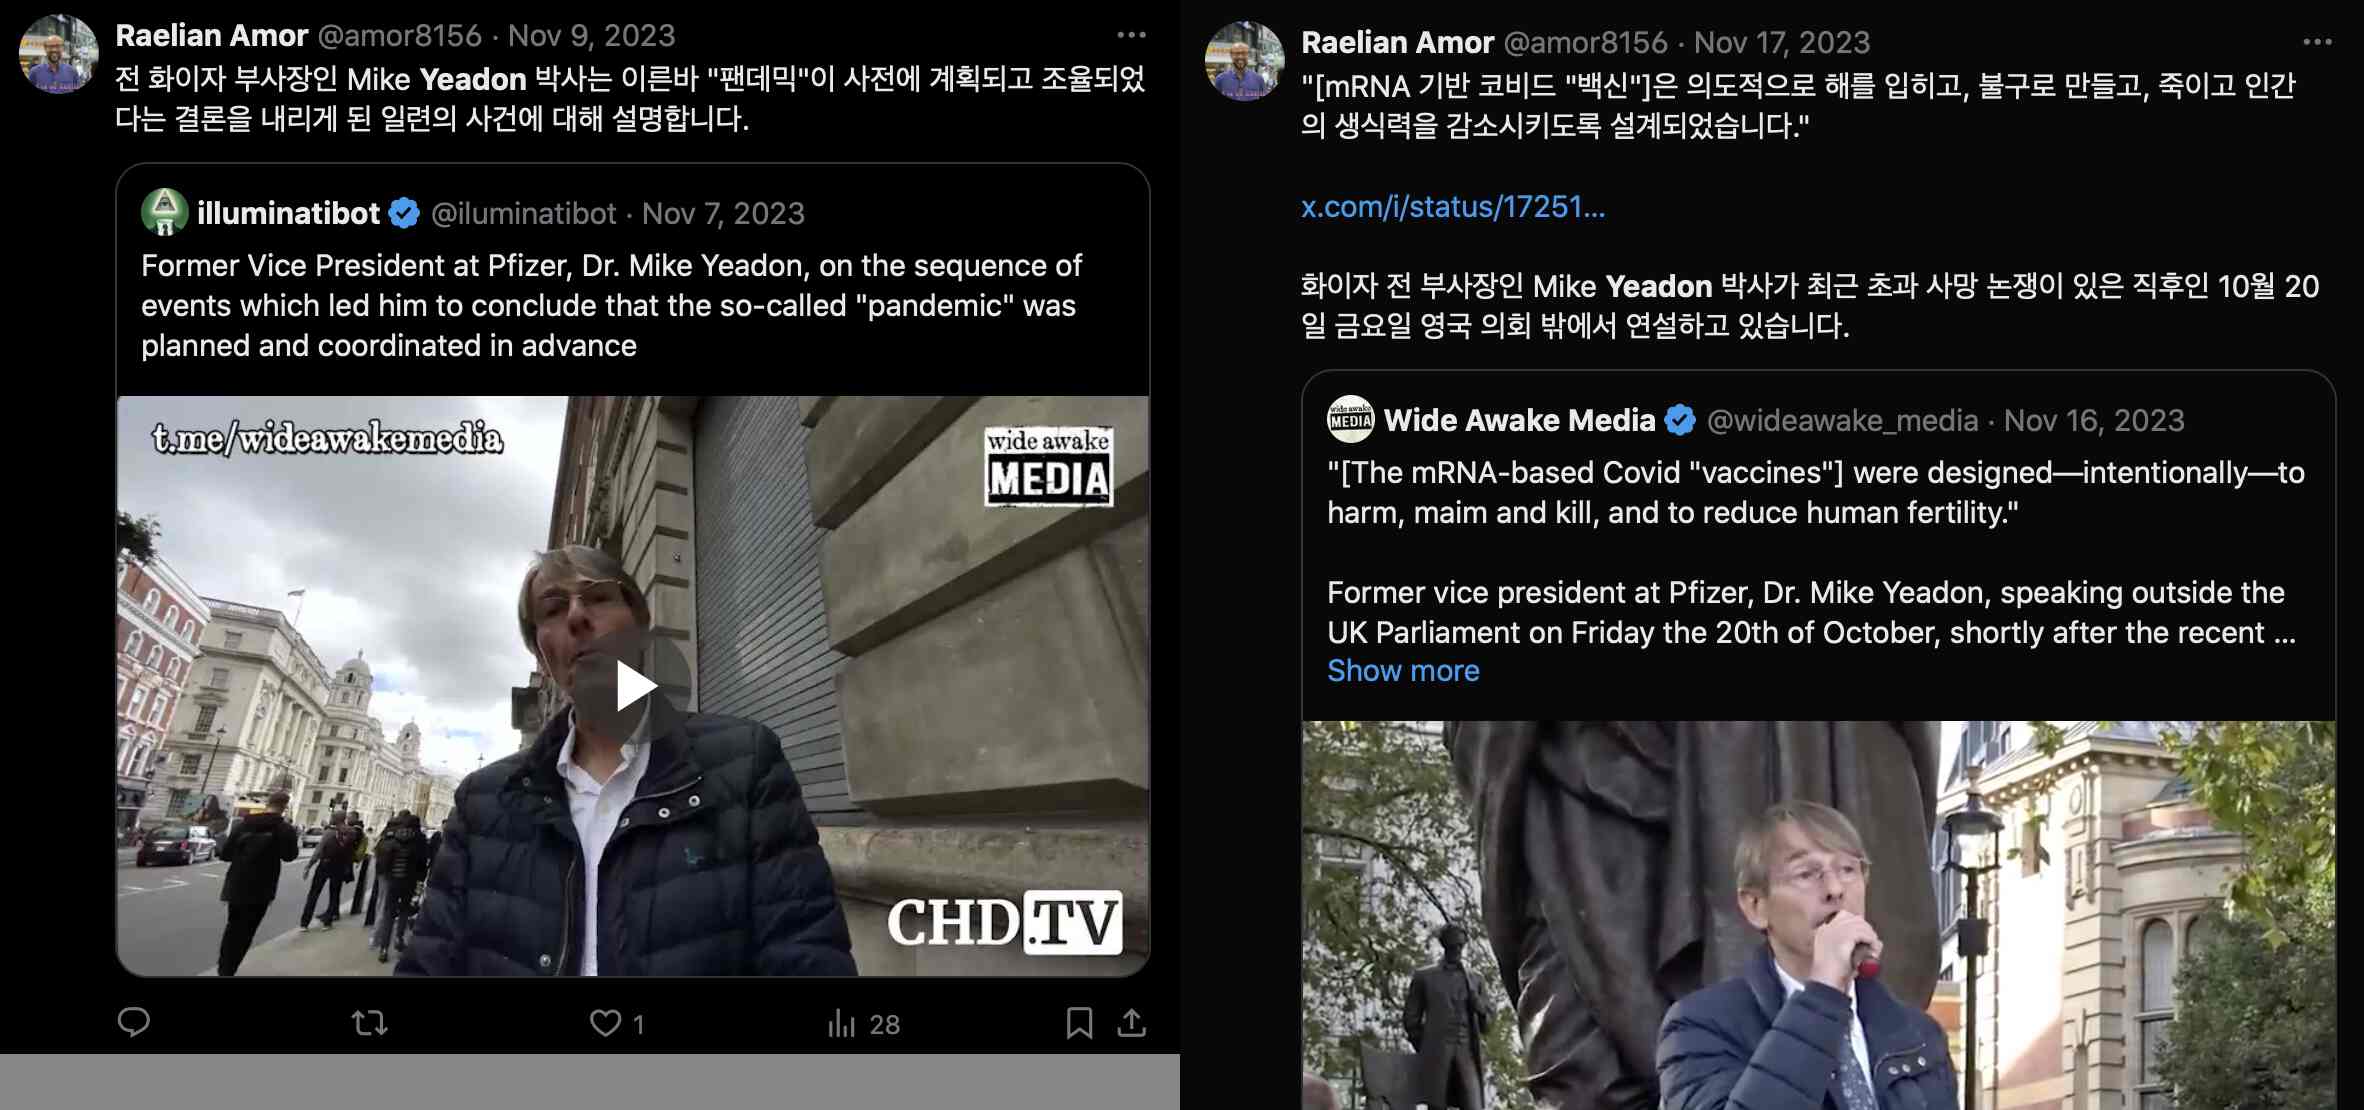 Raelian Amor @amor8156 · Nov 9, 2023
전 화이자 부사장인 Mike Yeadon 박사는 이른바 "팬데믹"이 사전에 계획되고 조율되었
다는 결론을 내리게 된 일련의 사건에 대해 설명합니다.
illuminatibot @iluminatibot · Nov 7, 2023
Former Vice President at Pfizer, Dr. Mike Yeadon, on the sequence of
events which led him to conclude that the so-called "pandemic" was
planned and coordinated in advance
t.me/wideawakemedia
wide awake
MEDIA
CHD.TV
1
28
Raelian Amor @amor8156 · Nov 17, 2023
"[mRNA 기반 코비드 "백신"]은 의도적으로 해를 입히고, 불구로 만들고, 죽이고 인간
의 생식력을 감소시키도록 설계되었습니다."
x.com/i/status/17251...
화이자 전 부사장인 Mike Yeadon 박사가 최근 초과 사망 논쟁이 있은 직후인 10월 20
일 금요일 영국 의회 밖에서 연설하고 있습니다.
wide awake
MEDIA
Wide Awake Media @wideawake_media · Nov 16, 2023
"[The mRNA-based Covid "vaccines"] were designed—intentionally—to
harm, maim and kill, and to reduce human fertility."
Former vice president at Pfizer, Dr. Mike Yeadon, speaking outside the
UK Parliament on Friday the 20th of October, shortly after the recent ...
Show more